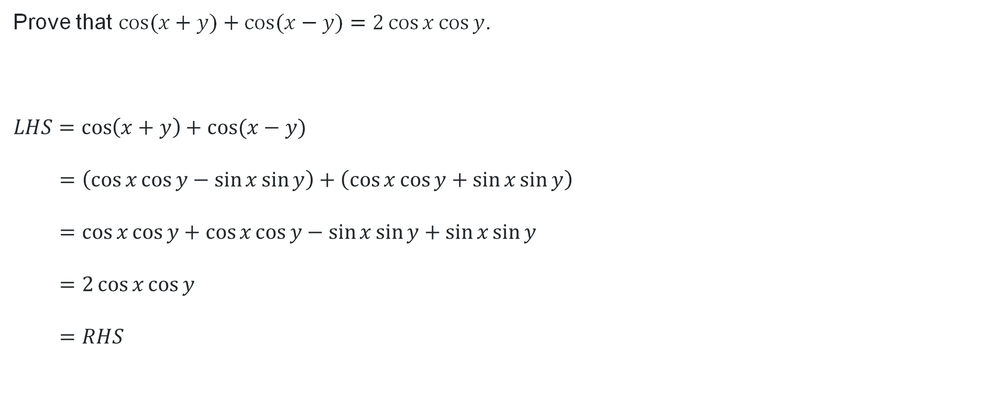 Prove that cos(x + y) + cos(x − y) = 2 cos x cos y.
LHS = cos(x + y) + cos(x − y)
= (cos x cos y − sin x sin y) + (cos x cos y + sin x sin y)
= cos x cos y + cos x cos y − sin x sin y + sin x sin y
= 2 cos x cos y
= RHS